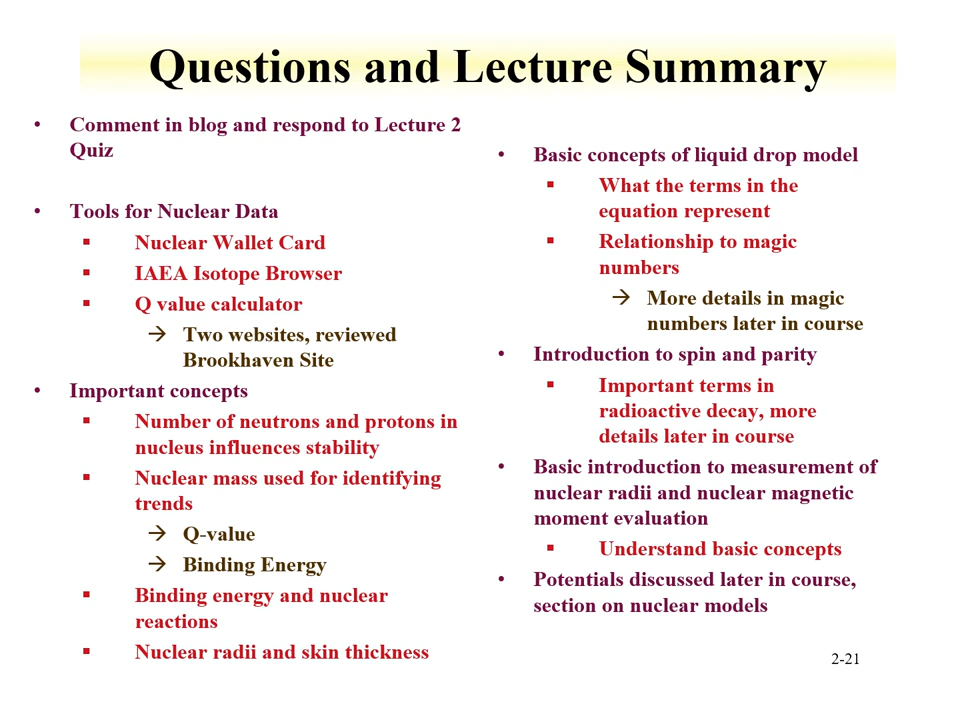 Questions and Lecture Summary
• Comment in blog and respond to Lecture 2
Quiz
• Tools for Nuclear Data
▪ Nuclear Wallet Card
▪ IAEA Isotope Browser
▪ Q value calculator
→ Two websites, reviewed
Brookhaven Site
• Important concepts
▪ Number of neutrons and protons in
nucleus influences stability
▪ Nuclear mass used for identifying
trends
→ Q-value
→ Binding Energy
▪ Binding energy and nuclear
reactions
▪ Nuclear radii and skin thickness
• Basic concepts of liquid drop model
▪ What the terms in the
equation represent
▪ Relationship to magic
numbers
→ More details in magic
numbers later in course
• Introduction to spin and parity
▪ Important terms in
radioactive decay, more
details later in course
• Basic introduction to measurement of
nuclear radii and nuclear magnetic
moment evaluation
▪ Understand basic concepts
• Potentials discussed later in course,
section on nuclear models
2-21